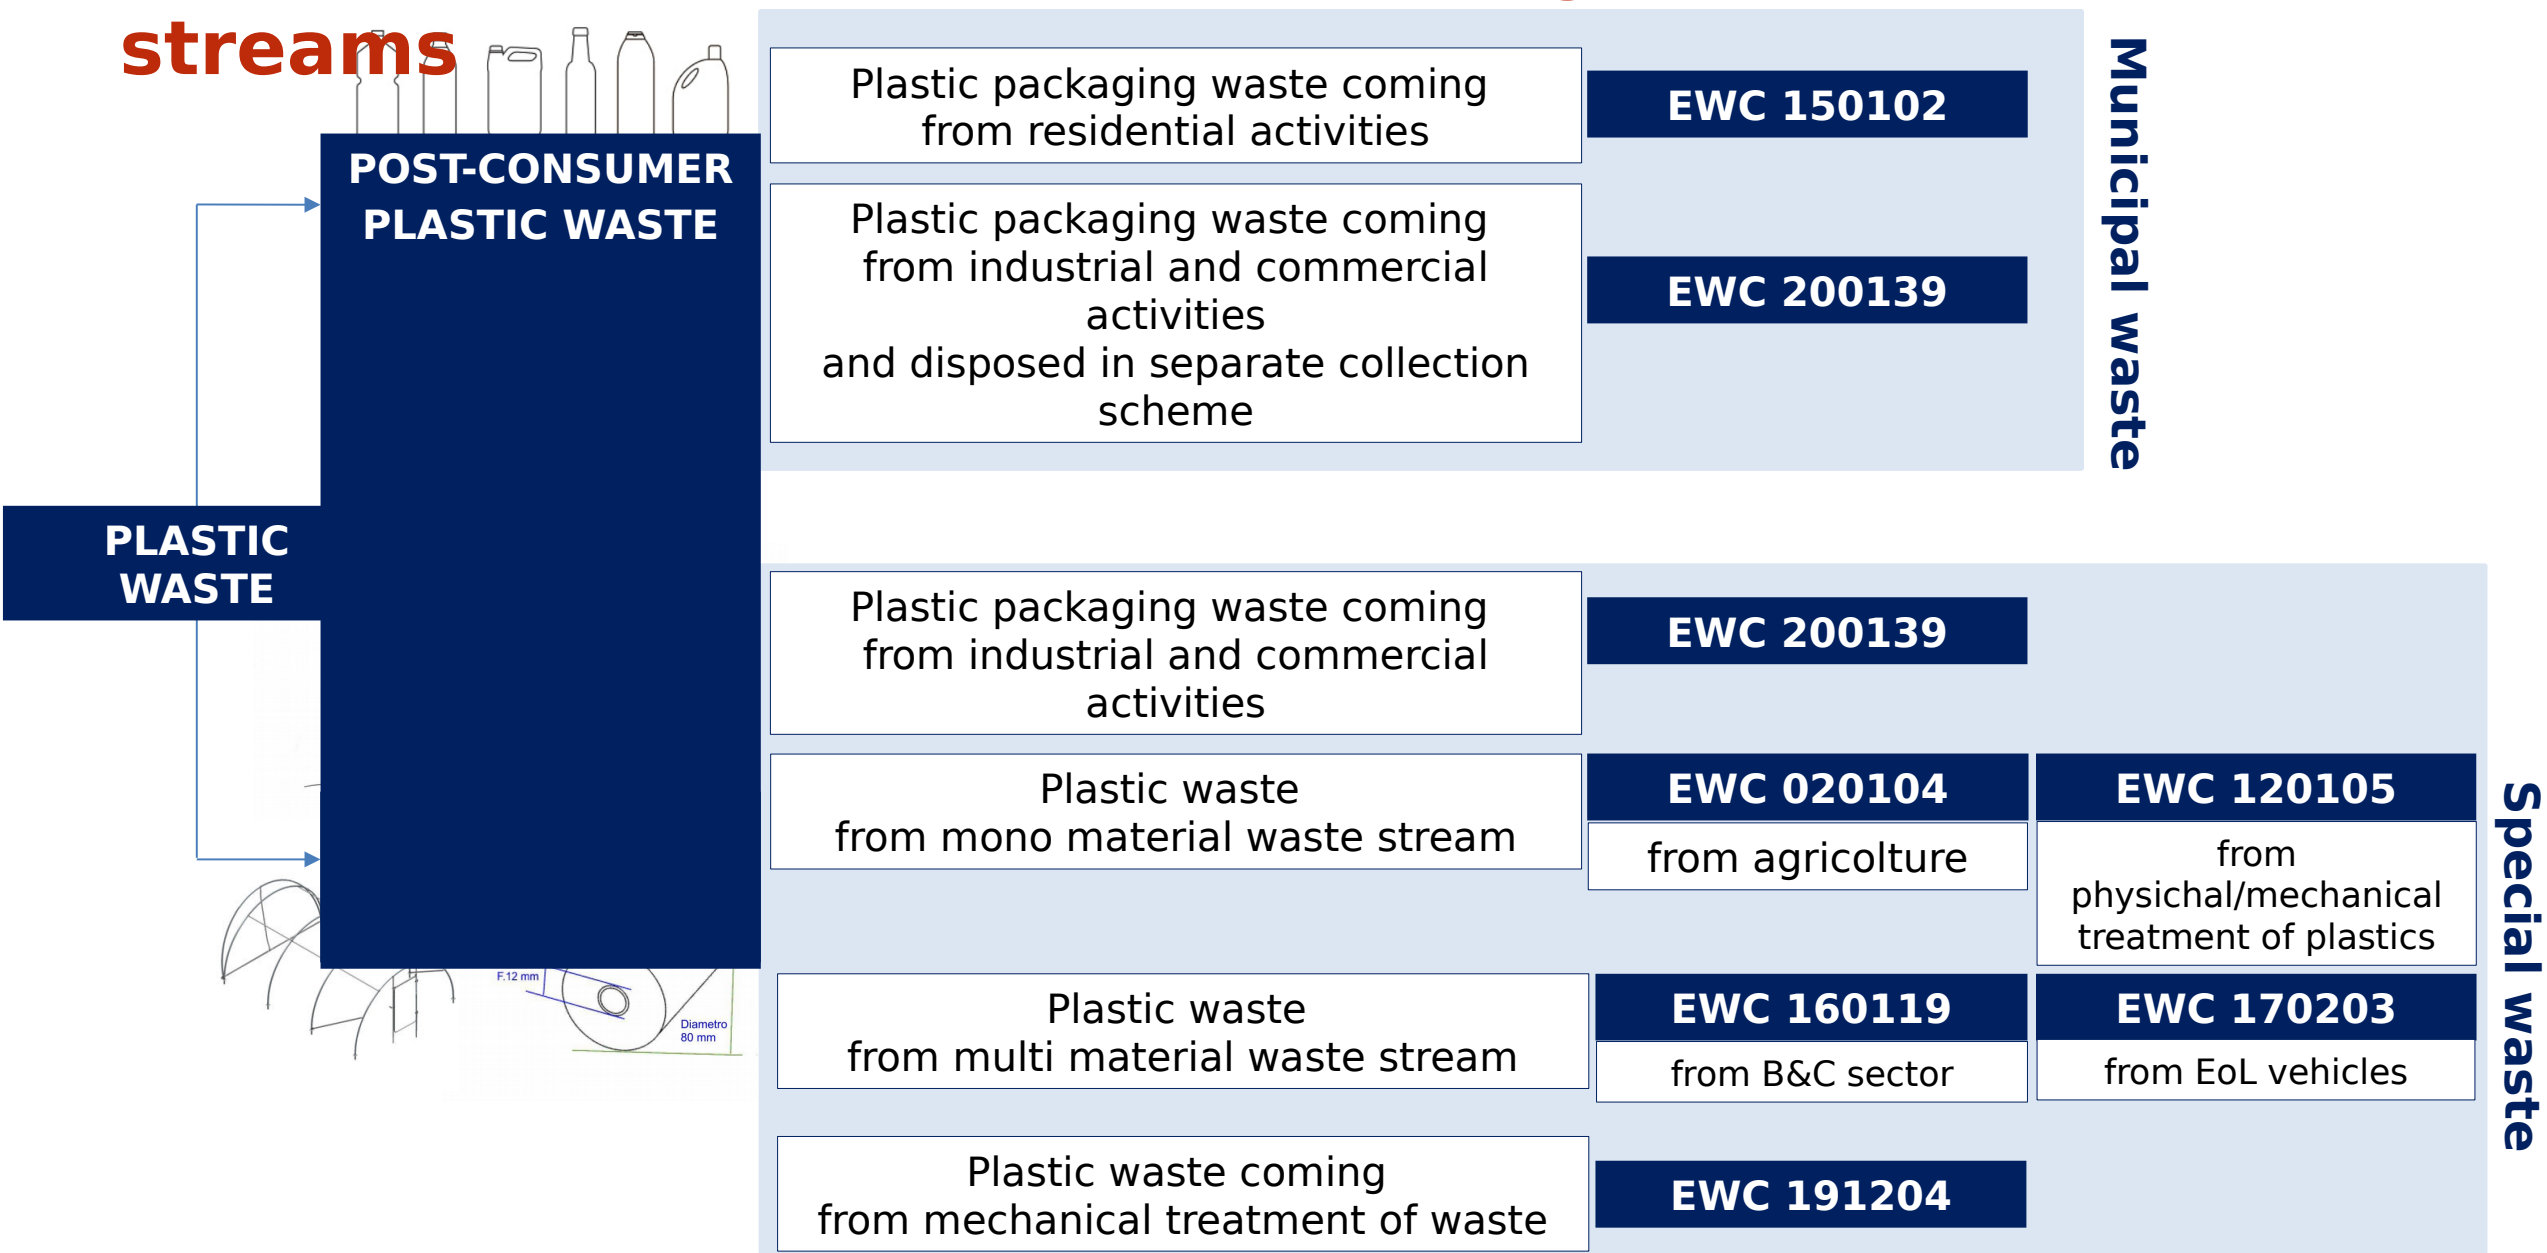 streams
POST-CONSUMER
PLASTIC WASTE
PLASTIC
WASTE
Plastic packaging waste coming
from residential activities
EWC 150102
Plastic packaging waste coming
from industrial and commercial
activities
and disposed in separate collection
scheme
EWC 200139
Municipal waste
Plastic packaging waste coming
from industrial and commercial
activities
EWC 200139
Plastic waste
from mono material waste stream
EWC 020104
from agricolture
EWC 120105
from
physichal/mechanical
treatment of plastics
Plastic waste
from multi material waste stream
EWC 160119
from B&C sector
EWC 170203
from EoL vehicles
Plastic waste coming
from mechanical treatment of waste
EWC 191204
Special waste
F.12 mm
Diametro
80 mm